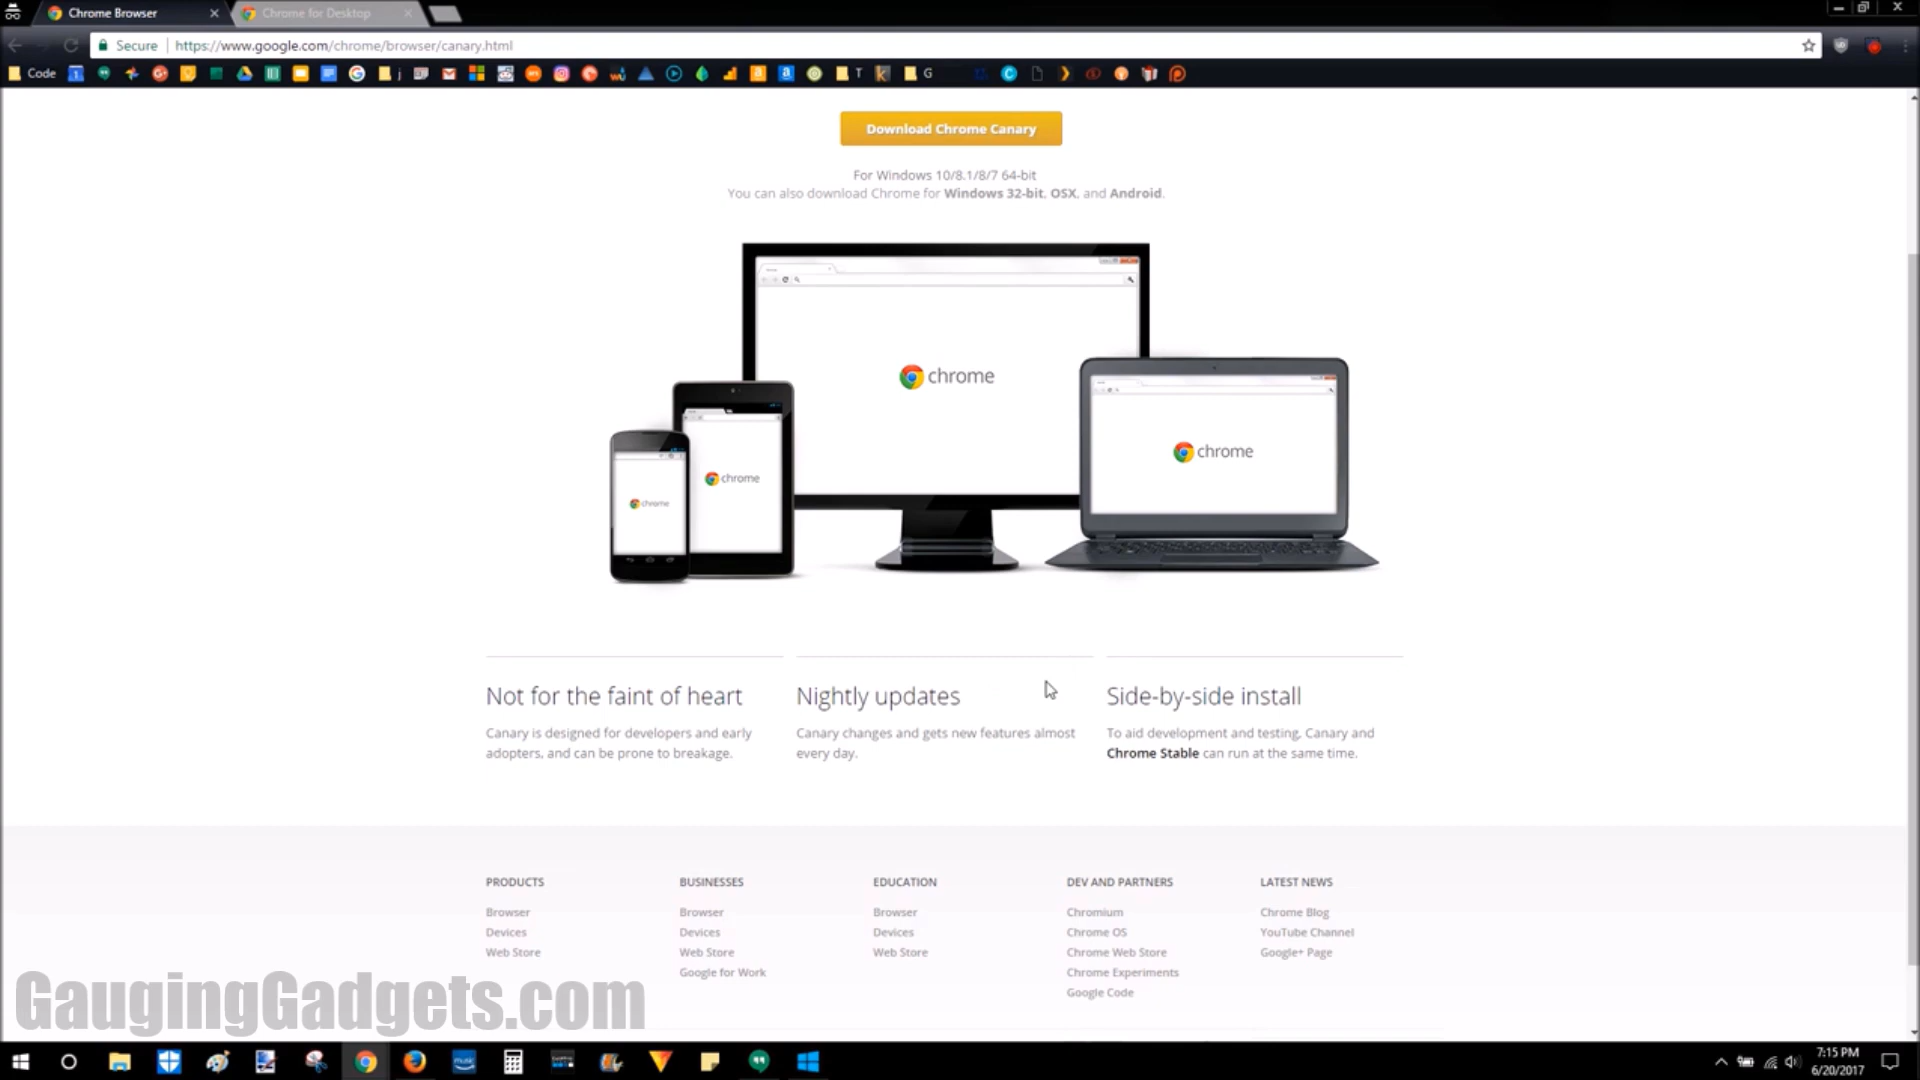 Chrome Browser
Chrome for Desktop
Secure
https://www.google.com/chrome/browser/canary.html
Code
T
G
Download Chrome Canary
For Windows 10/8.1/8/7 64-bit
You can also download Chrome for Windows 32-bit, OSX, and Android.
chrome
chrome
chrome
chrome
Not for the faint of heart
Canary is designed for developers and early
adopters, and can be prone to breakage.
Nightly updates
Canary changes and gets new features almost
every day.
Side-by-side install
To aid development and testing, Canary and
Chrome Stable can run at the same time.
PRODUCTS
Browser
Devices
Web Store
BUSINESSES
Browser
Devices
Web Store
Google for Work
EDUCATION
Browser
Devices
Web Store
DEV AND PARTNERS
Chromium
Chrome OS
Chrome Web Store
Chrome Experiments
Google Code
LATEST NEWS
Chrome Blog
YouTube Channel
Google+ Page
GaugingGadgets.com
music
7:15 PM
6/20/2017